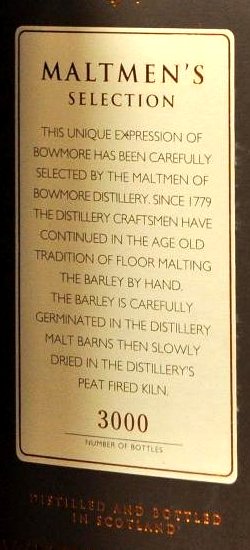 MALTMEN'S
SELECTION
THIS UNIQUE EXPRESSION OF
BOWMORE HAS BEEN CAREFULLY
SELECTED BY THE MALTMEN OF
BOWMORE DISTILLERY. SINCE 1779
THE DISTILLERY CRAFTSMEN HAVE
CONTINUED IN THE AGE OLD
TRADITION OF FLOOR MALTING
THE BARLEY BY HAND.
THE BARLEY IS CAREFULLY
GERMINATED IN THE DISTILLERY
MALT BARNS THEN SLOWLY
DRIED IN THE DISTILLERY'S
PEAT FIRED KILN.
3000
NUMBER OF BOTTLES
DISTILLED AND BOTTLED
IN SCOTLAND